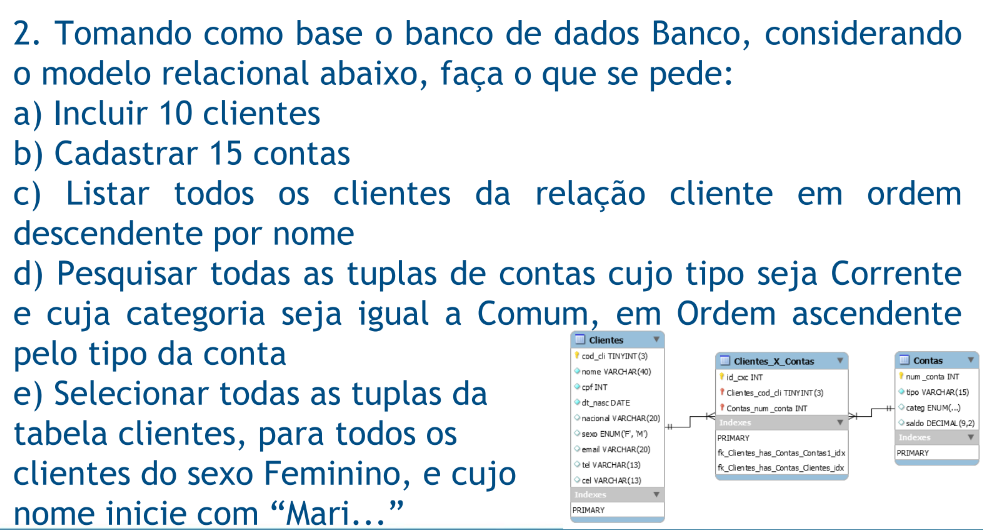 2. Tomando como base o banco de dados Banco, considerando
o modelo relacional abaixo, faça o que se pede:
a) Incluir 10 clientes
b) Cadastrar 15 contas
c) Listar todos os clientes da relação cliente em ordem
descendente por nome
d) Pesquisar todas as tuplas de contas cujo tipo seja Corrente
e cuja categoria seja igual a Comum, em Ordem ascendente
pelo tipo da conta
e) Selecionar todas as tuplas da
tabela clientes, para todos os
clientes do sexo Feminino, e cujo
nome inicie com “Mari...”
Clientes
cod_cli TINYINT(3)
nome VARCHAR(40)
cpf INT
dt_nasc DATE
nacional VARCHAR(20)
sexo ENUM('F', 'M')
email VARCHAR(20)
tel VARCHAR(13)
cel VARCHAR(13)
Indexes
PRIMARY
Clientes_X_Contas
id_cxc INT
Clientes_cod_cli TINYINT(3)
Contas_num_conta INT
Indexes
PRIMARY
fk_Clientes_has_Contas_Contas1_idx
fk_Clientes_has_Contas_Clientes_idx
Contas
num_conta INT
tipo VARCHAR(15)
categ ENUM(...)
saldo DECIMAL(9,2)
Indexes
PRIMARY